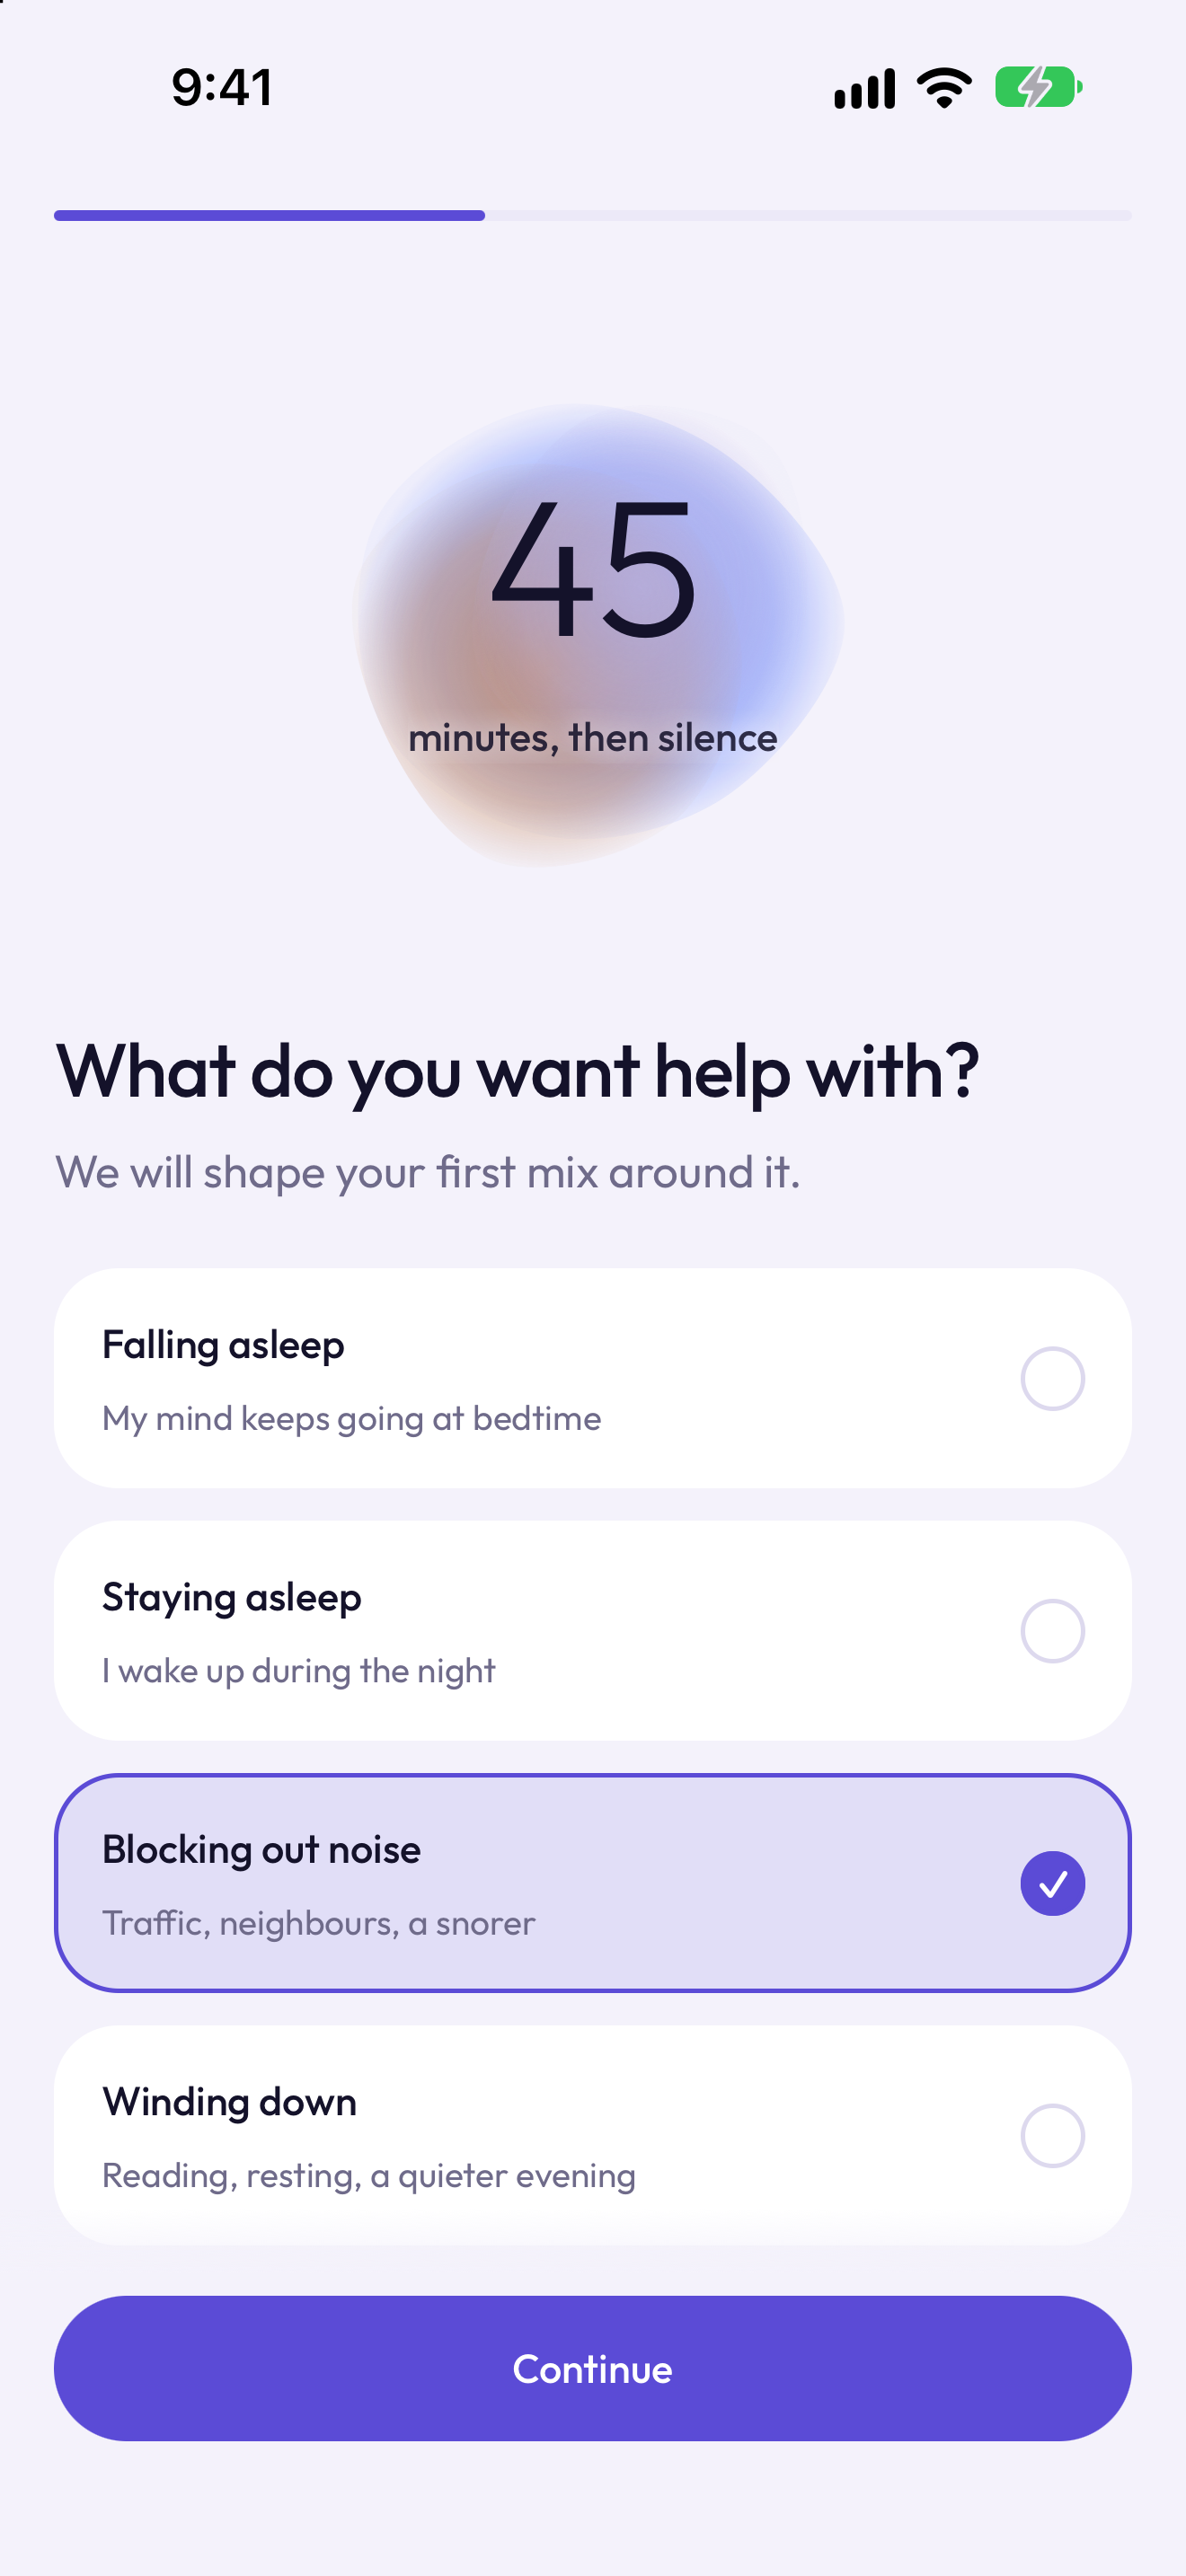 9:41
45
minutes, then silence
What do you want help with?
We will shape your first mix around it.
Falling asleep
My mind keeps going at bedtime
Staying asleep
I wake up during the night
Blocking out noise
Traffic, neighbours, a snorer
Winding down
Reading, resting, a quieter evening
Continue